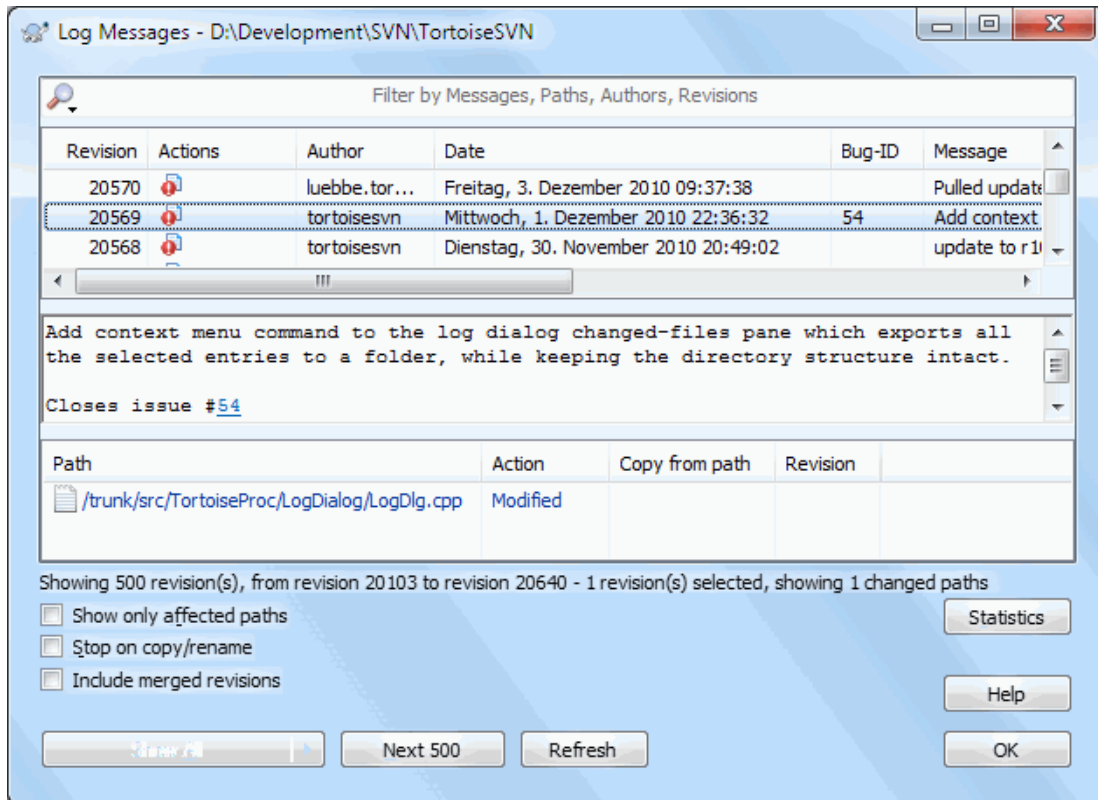 Log Messages - D:\Development\SVN\TortoiseSVN
Filter by Messages, Paths, Authors, Revisions
Revision Actions Author Date Bug-ID Message
20570 luebbe.tor... Freitag, 3. Dezember 2010 09:37:38 Pulled update
20569 tortoisesvn Mittwoch, 1. Dezember 2010 22:36:32 54 Add context
20568 tortoisesvn Dienstag, 30. November 2010 20:49:02 update to
Add context menu command to the log dialog changed-files pane which exports all
the selected entries to a folder, while keeping the directory structure intact.
Closes issue #54
Path Action Copy from path Revision
/trunk/src/TortoiseProc/LogDialog/LogDlg.cpp Modified
Showing 500 revision(s), from revision 20103 to revision 20640 - 1 revision(s) selected, showing 1 changed paths
Show only affected paths
Statistics
Stop on copy/rename
Include merged revisions
Help
Next 500 Refresh OK